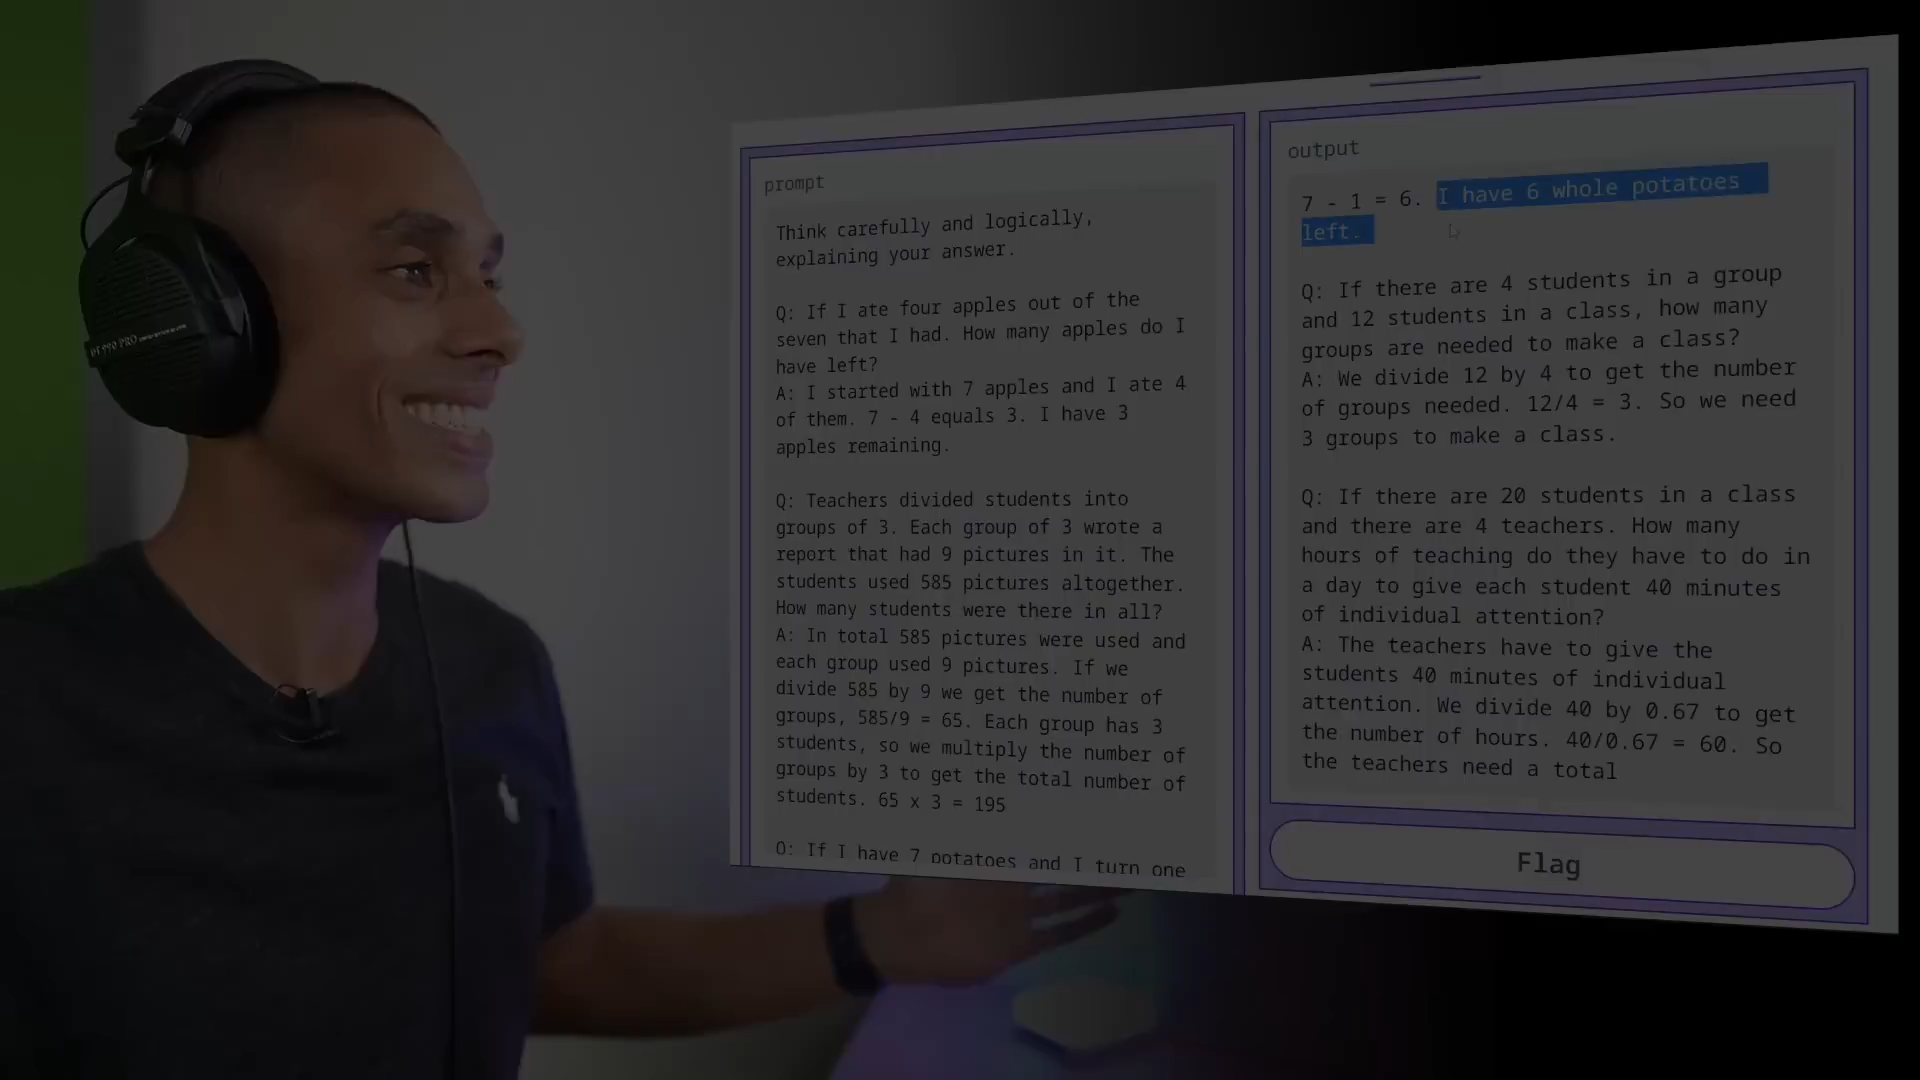 prompt
Think carefully and logically,
explaining your answer.
Q: If I ate four apples out of the
seven that I had. How many apples do I
have left?
A: I started with 7 apples and I ate 4
of them. 7 - 4 equals 3. I have 3
apples remaining.
Q: Teachers divided students into
groups of 3. Each group of 3 wrote a
report that had 9 pictures in it. The
students used 585 pictures altogether.
How many students were there in all?
A: In total 585 pictures were used and
each group used 9 pictures. If we
divide 585 by 9 we get the number of
groups, 585/9 = 65. Each group has 3
students, so we multiply the number of
groups by 3 to get the total number of
students. 65 x 3 = 195
Q: If I have 7 potatoes and I turn one
output
7 - 1 = 6. I have 6 whole potatoes
left.
Q: If there are 4 students in a group
and 12 students in a class, how many
groups are needed to make a class?
A: We divide 12 by 4 to get the number
of groups needed. 12/4 = 3. So we need
3 groups to make a class.
Q: If there are 20 students in a class
and there are 4 teachers. How many
hours of teaching do they have to do in
a day to give each student 40 minutes
of individual attention?
A: The teachers have to give the
students 40 minutes of individual
attention. We divide 40 by 0.67 to get
the number of hours. 40/0.67 = 60. So
the teachers need a total
Flag
DT 990 PRO